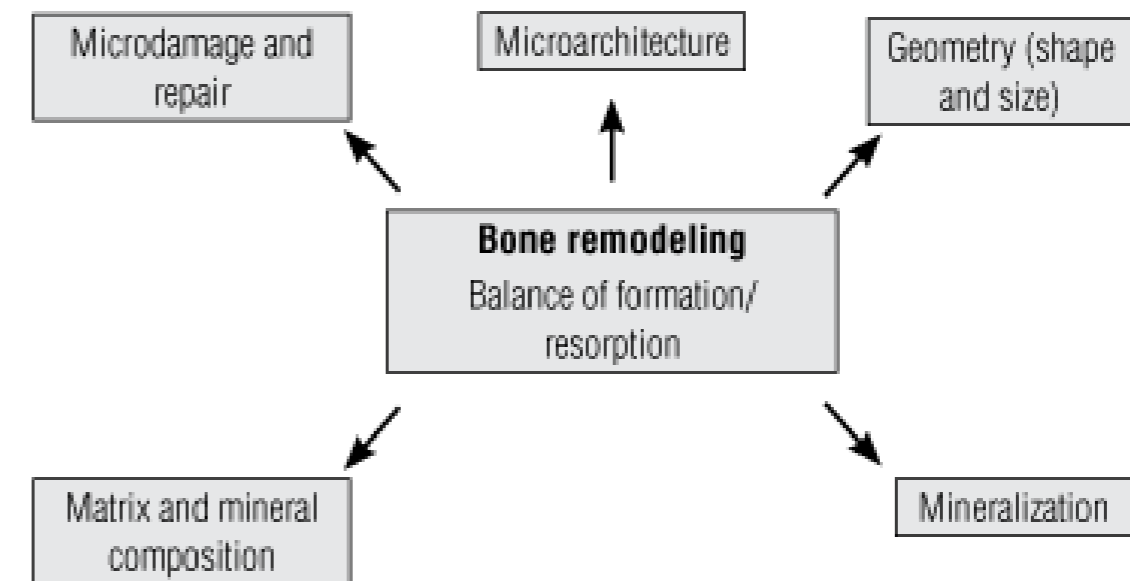 Microdamage and
repair
Microarchitecture
Geometry (shape
and size)
Bone remodeling
Balance of formation/
resorption
Matrix and mineral
composition
Mineralization